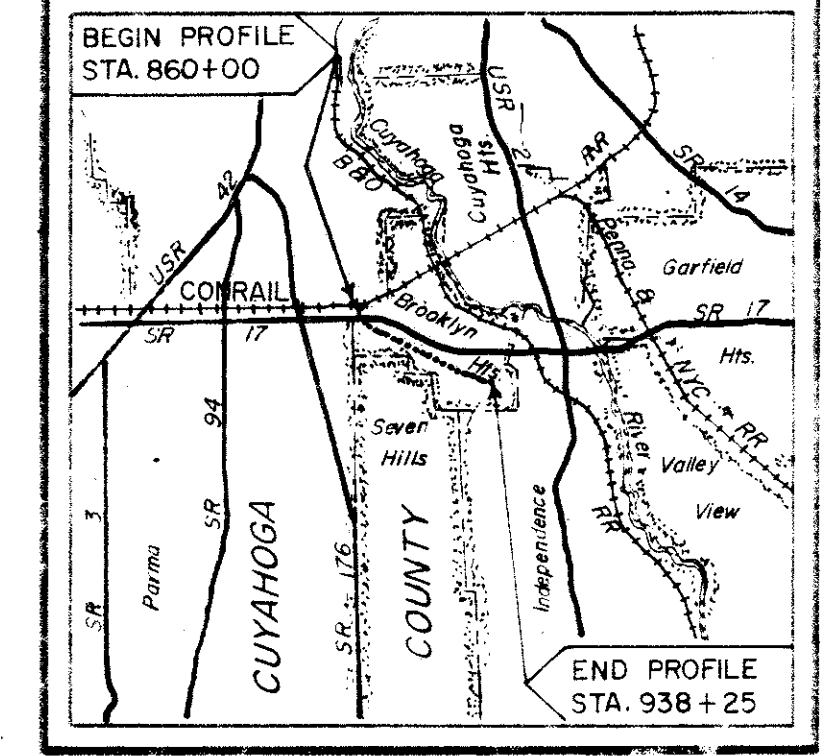 BEGIN PROFILE
STA. 860+00
Cuyahoga
B&O
Cuyahoga
Hts.
USR
21
RR
SR
14
USR
42
CONRAIL
SR 17
Brooklyn
Hts.
Penna. &
NYC
RR
Garfield
Hts.
SR 17
Seven
Hills
River
Valley
View
RR
SR 3
Parma
SR 94
CUYAHOGA
COUNTY
SR 176
Independence
END PROFILE
STA. 938+25